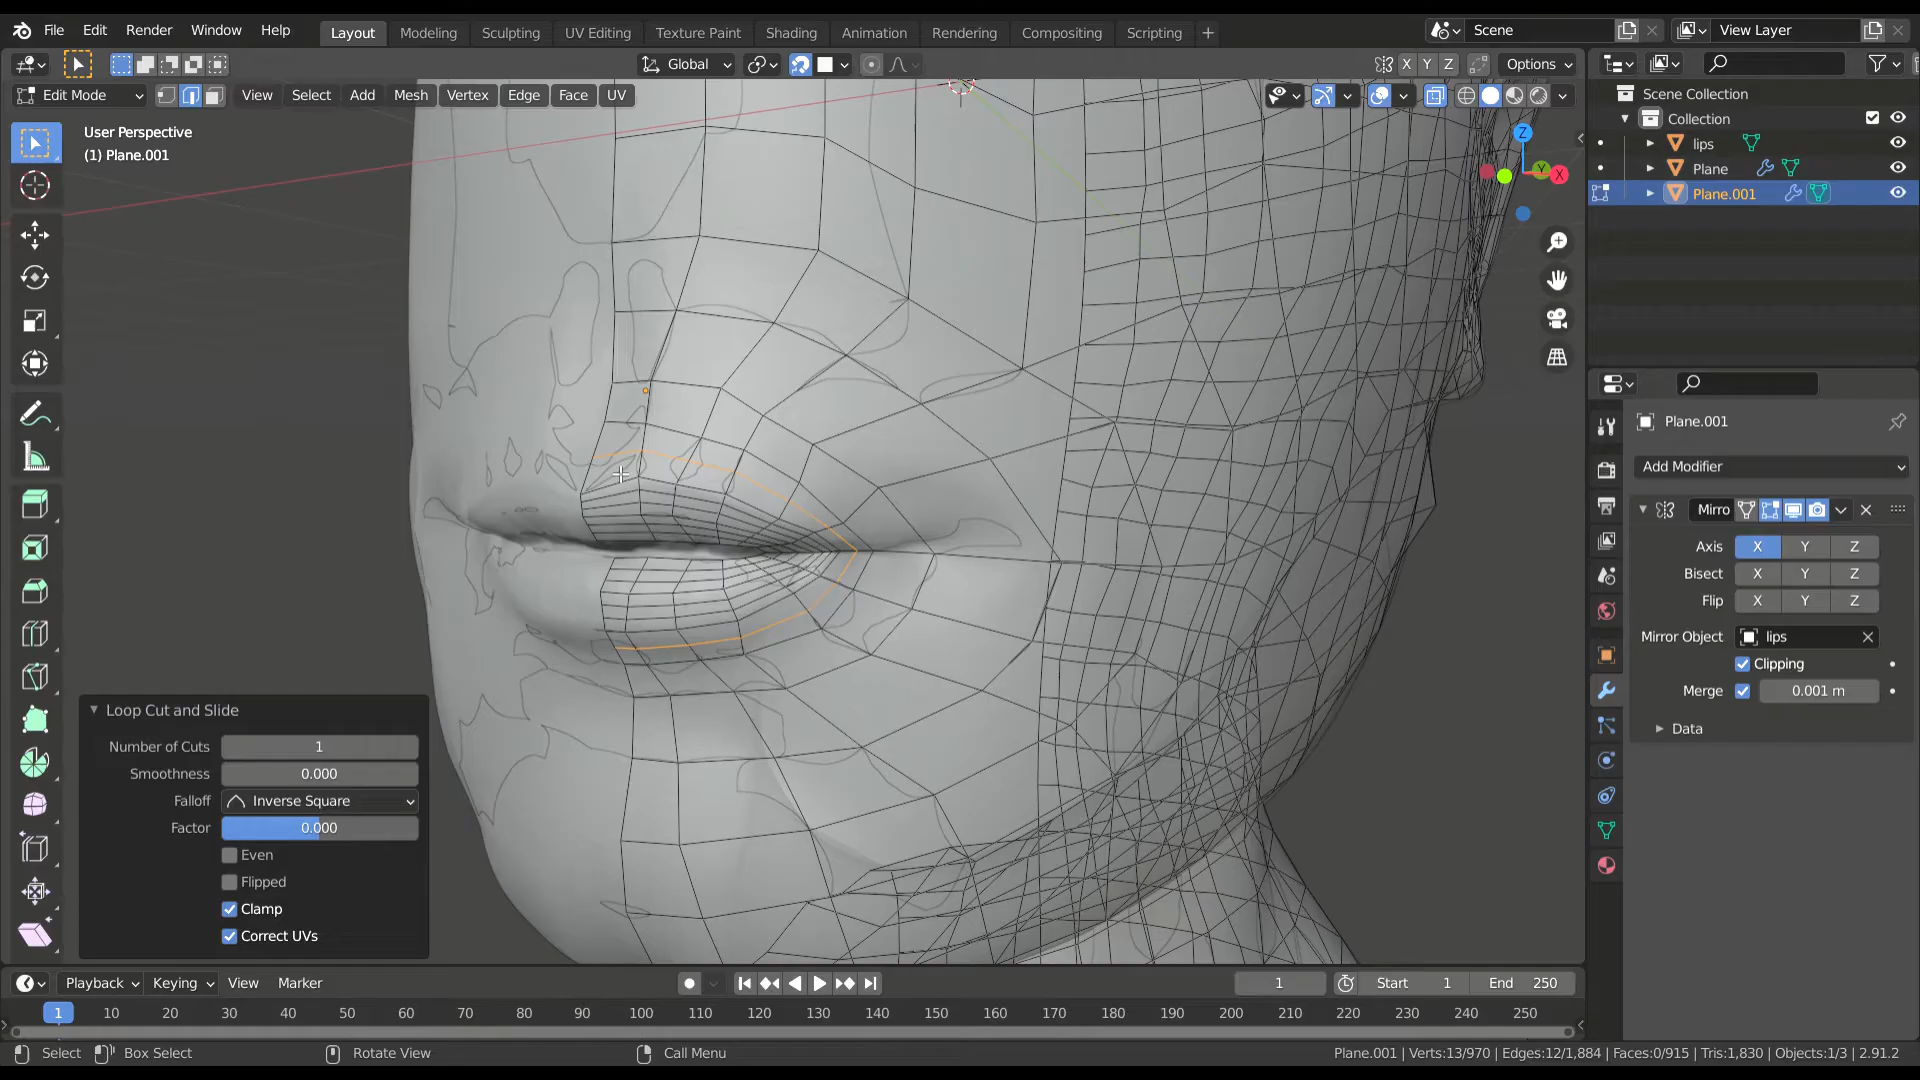 File Edit Render Window Help Layout Modeling Sculpting UV Editing Texture Paint Shading Animation Rendering Compositing Scripting + Scene View Layer
Global X Y Z Options
Edit Mode View Select Add Mesh Vertex Edge Face UV
User Perspective
(1) Plane.001
Z
Y
X
Scene Collection
Collection
lips
Plane
Plane.001
Plane.001
Add Modifier
Mirro
Axis X Y Z
Bisect X Y Z
Flip X Y Z
Mirror Object lips
Clipping
Merge 0.001 m
Data
Loop Cut and Slide
Number of Cuts 1
Smoothness 0.000
Falloff Inverse Square
Factor 0.000
Even
Flipped
Clamp
Correct UVs
Playback Keying View Marker 1 Start 1 End 250
1 10 20 30 40 50 60 70 80 90 100 110 120 130 140 150 160 170 180 190 200 210 220 230 240 250
Select Box Select Rotate View Call Menu Plane.001 | Verts:13/970 | Edges:12/1,884 | Faces:0/915 | Tris:1,830 | Objects:1/3 | 2.91.2